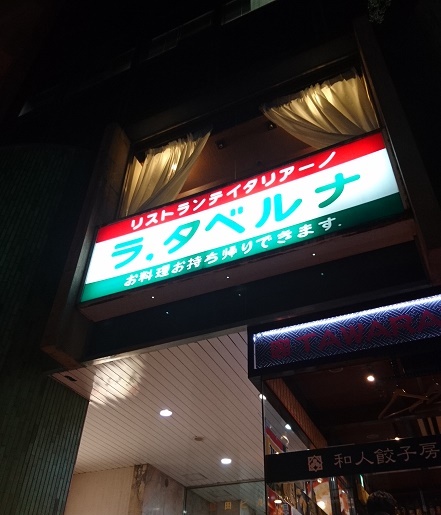 リストランテイタリアーノ
ラ.タベルナ
お料理お持ち帰りできます.
TAWARA
和人餃子房